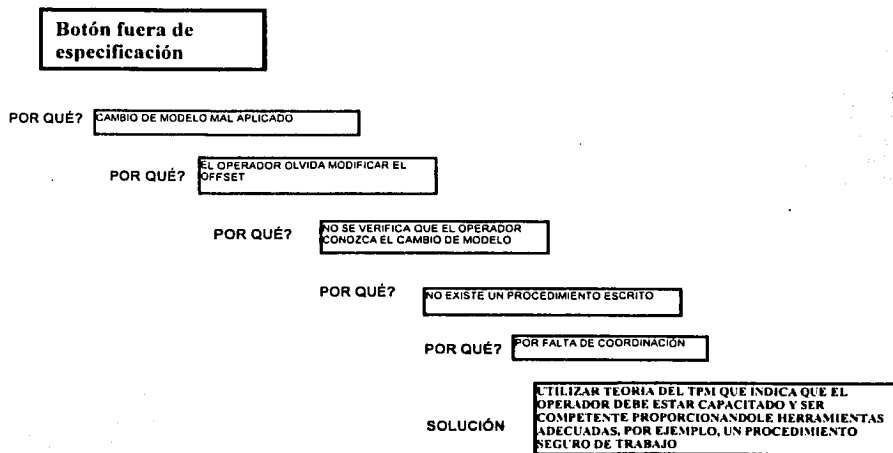 Botón fuera de
especificación
POR QUÉ? CAMBIO DE MODELO MAL APLICADO
POR QUÉ? EL OPERADOR OLVIDA MODIFICAR EL
OFFSET
POR QUÉ? NO SE VERIFICA QUE EL OPERADOR
CONOZCA EL CAMBIO DE MODELO
POR QUÉ? NO EXISTE UN PROCEDIMIENTO ESCRITO
POR QUÉ? POR FALTA DE COORDINACIÓN
SOLUCIÓN
UTILIZAR TEORIA DEL TPM QUE INDICA QUE EL
OPERADOR DEBE ESTAR CAPACITADO Y SER
COMPETENTE PROPORCIONANDOLE HERRAMIENTAS
ADECUADAS, POR EJEMPLO, UN PROCEDIMIENTO
SEGURO DE TRABAJO